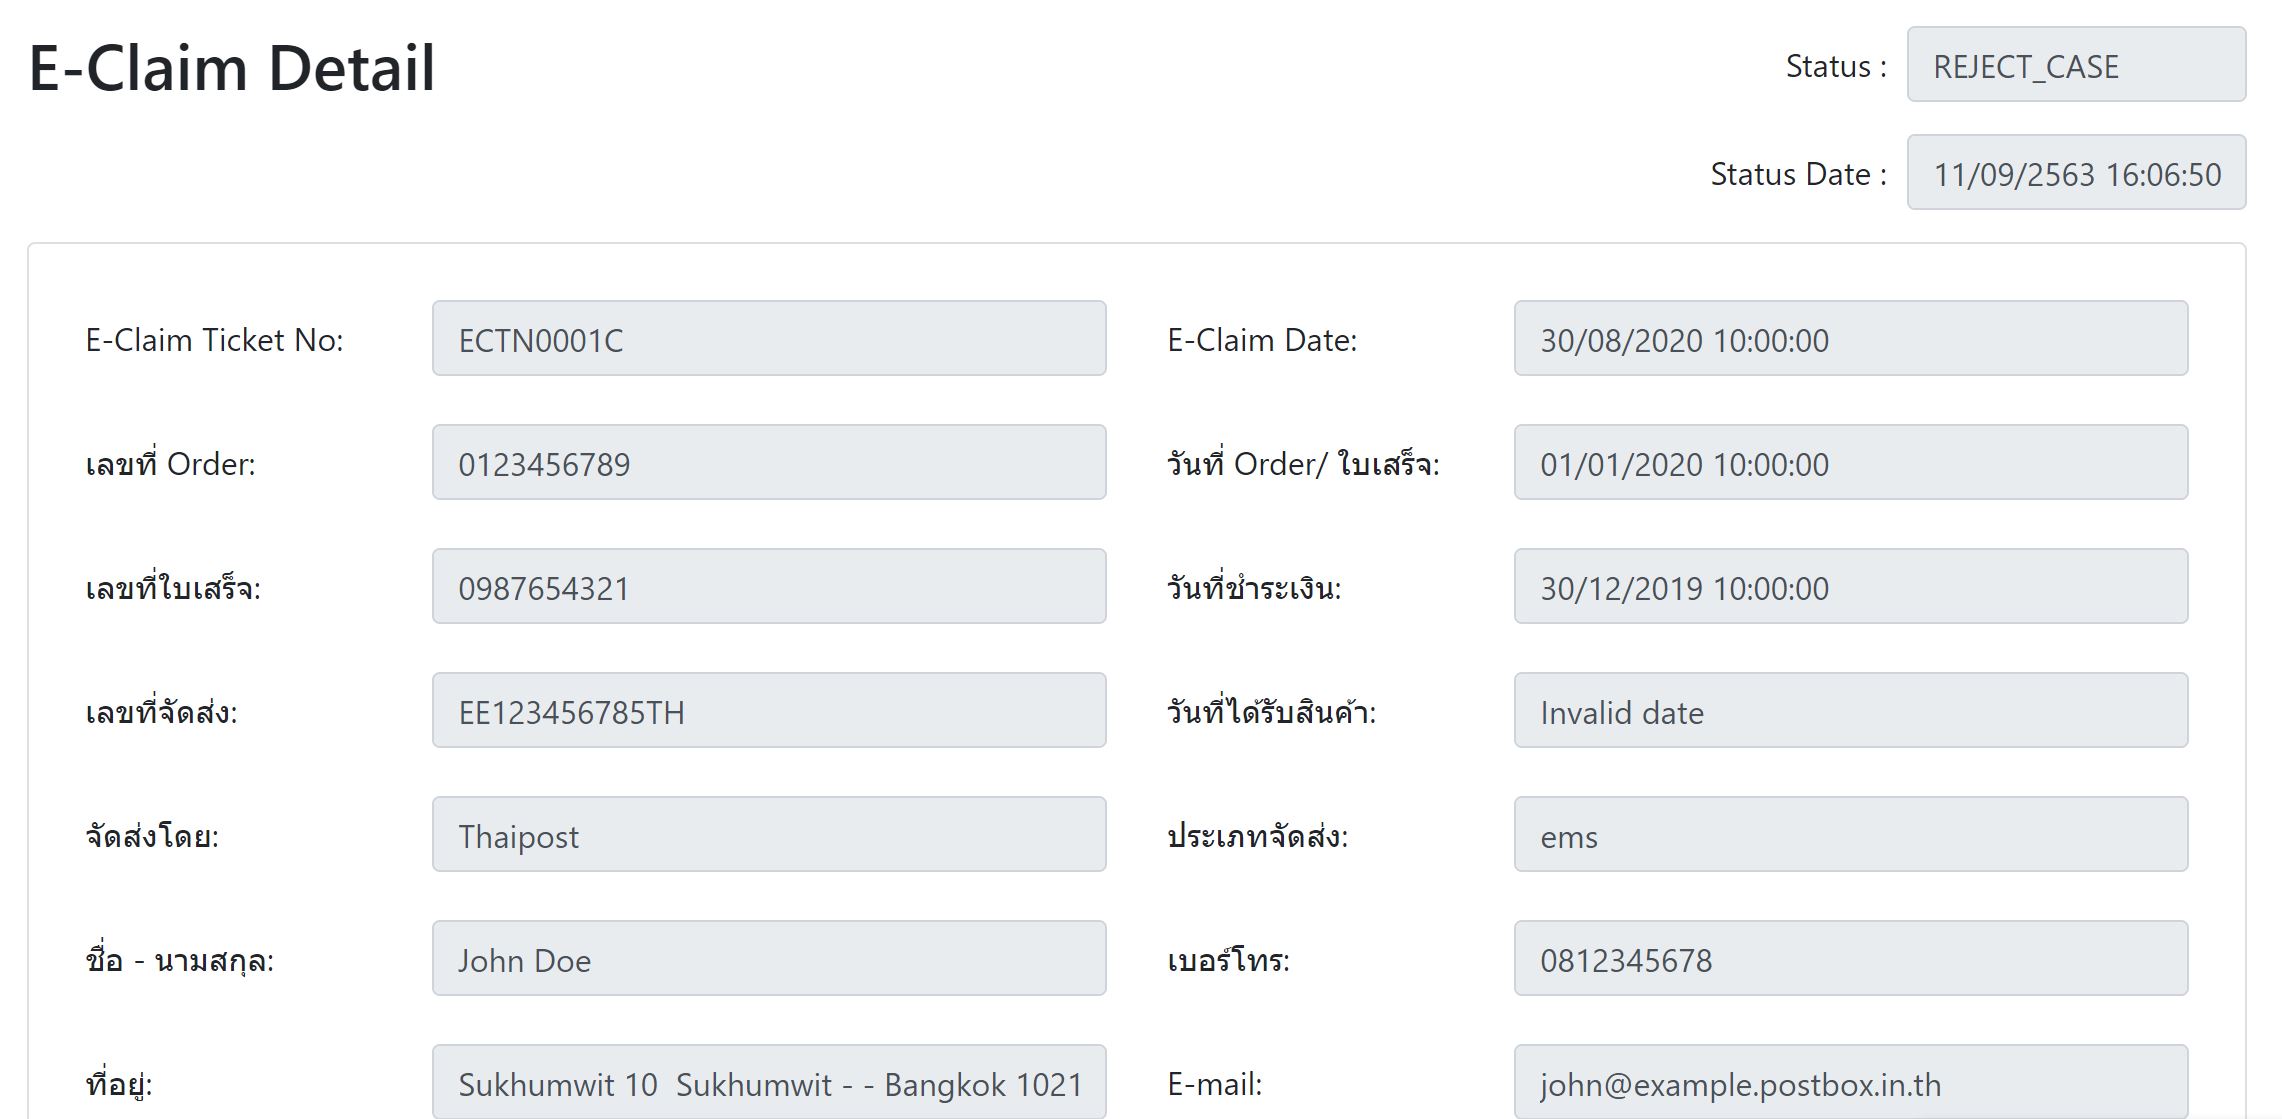 E-Claim Detail
Status : REJECT_CASE
Status Date : 11/09/2563 16:06:50
E-Claim Ticket No: ECTN0001C E-Claim Date: 30/08/2020 10:00:00
เลขที่ Order: 0123456789 วันที่ Order/ ใบเสร็จ: 01/01/2020 10:00:00
เลขที่ใบเสร็จ: 0987654321 วันที่ชำระเงิน: 30/12/2019 10:00:00
เลขที่จัดส่ง: EE123456785TH วันที่ได้รับสินค้า: Invalid date
จัดส่งโดย: Thaipost ประเภทจัดส่ง: ems
ชื่อ - นามสกุล: John Doe เบอร์โทร: 0812345678
ที่อยู่: Sukhumwit 10 Sukhumwit - - Bangkok 1021 E-mail: john@example.postbox.in.th